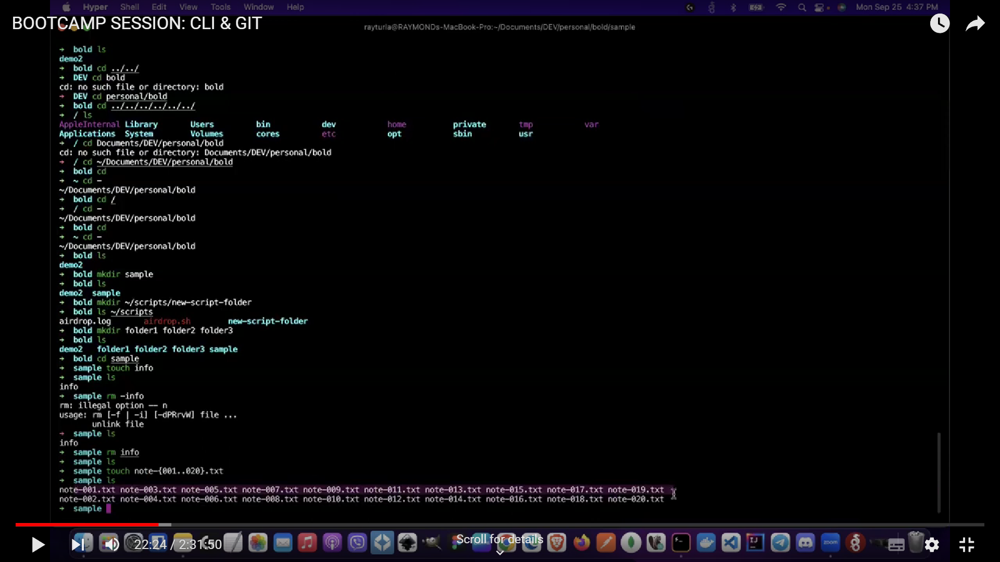 Hyper Shell Edit View Tools Window Help
Mon Sep 25 4:37 PM
BOOTCAMP SESSION: CLI & GIT
rayturla@RAYMONDs-MacBook-Pro:~/Documents/DEV/personal/bold/sample
→ bold ls
demo2
→ bold cd ../../
→ DEV cd bold
cd: no such file or directory: bold
→ DEV cd personal/bold
→ bold cd ../../../../../../
→ / ls
AppleInternal Library Users bin dev home private tmp var
Applications System Volumes cores etc opt sbin usr
→ / cd Documents/DEV/personal/bold
cd: no such file or directory: Documents/DEV/personal/bold
→ / cd ~/Documents/DEV/personal/bold
→ bold cd
→ ~ cd -
~/Documents/DEV/personal/bold
→ bold cd /
→ / cd -
~/Documents/DEV/personal/bold
→ bold cd
→ ~ cd -
~/Documents/DEV/personal/bold
→ bold ls
demo2
→ bold mkdir sample
→ bold ls
demo2 sample
→ bold mkdir ~/scripts/new-script-folder
→ bold ls ~/scripts
airdrop.log airdrop.sh new-script-folder
→ bold mkdir folder1 folder2 folder3
→ bold ls
demo2 folder1 folder2 folder3 sample
→ bold cd sample
→ sample touch info
→ sample ls
info
→ sample rm -info
rm: illegal option -- n
usage: rm [-f | -i] [-dPRrvW] file ...
unlink file
→ sample ls
info
→ sample rm info
→ sample ls
→ sample touch note-{001..020}.txt
→ sample ls
note-001.txt note-003.txt note-005.txt note-007.txt note-009.txt note-011.txt note-013.txt note-015.txt note-017.txt note-019.txt
note-002.txt note-004.txt note-006.txt note-008.txt note-010.txt note-012.txt note-014.txt note-016.txt note-018.txt note-020.txt
→ sample
22:24 / 2:31:50
Scroll for details
zoom